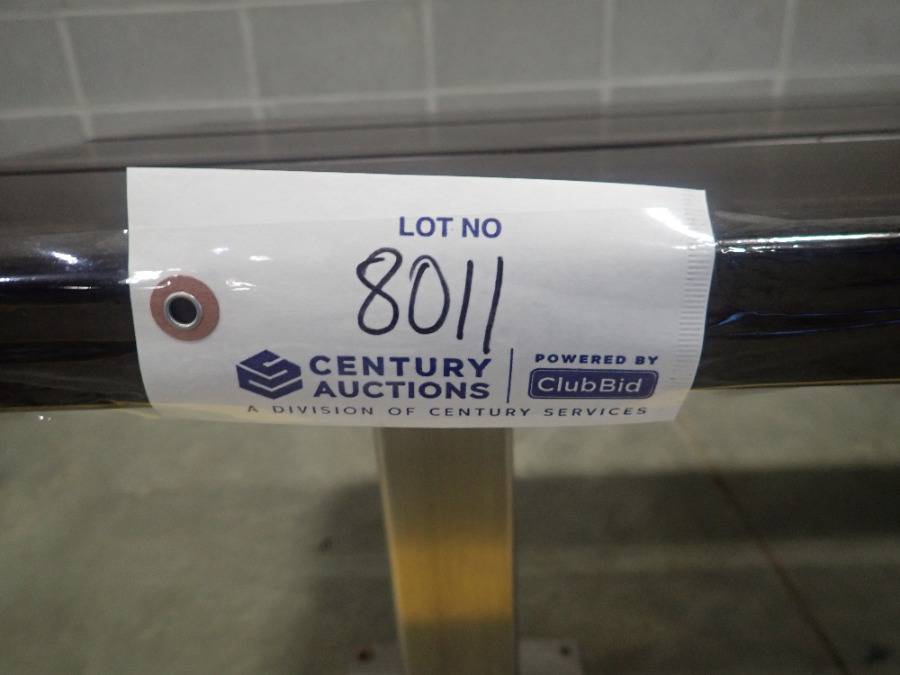 LOT NO
8011
CENTURY AUCTIONS
POWERED BY
ClubBid
A DIVISION OF CENTURY SERVICES